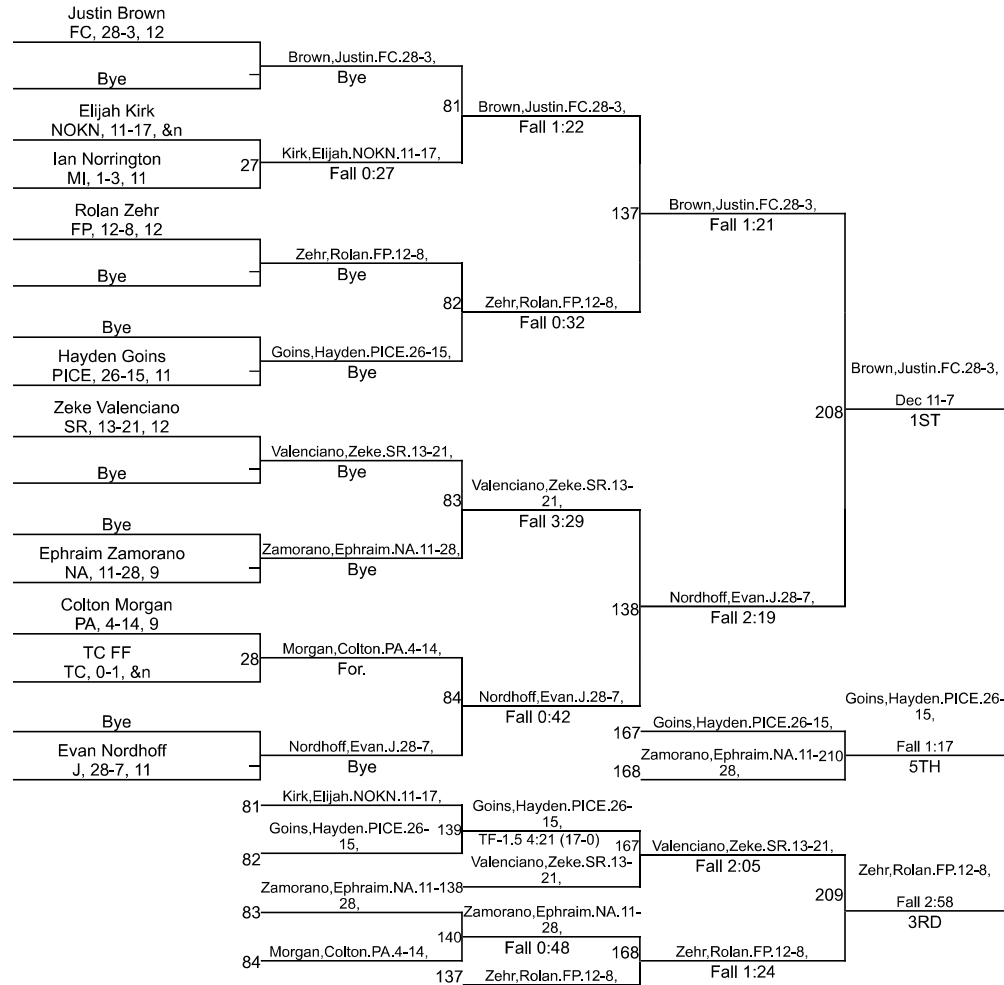 Justin Brown
FC, 28-3, 12
Brown,Justin.FC.28-3,
Bye
Bye
81
Brown,Justin.FC.28-3,
Fall 1:22
Elijah Kirk
NOKN, 11-17, &n
Ian Norrington
MI, 1-3, 11
27
Kirk,Elijah.NOKN.11-17,
Fall 0:27
137
Brown,Justin.FC.28-3,
Fall 1:21
Rolan Zehr
FP, 12-8, 12
Zehr,Rolan.FP.12-8,
Bye
Bye
82
Zehr,Rolan.FP.12-8,
Fall 0:32
Bye
Hayden Goins
PICE, 26-15, 11
Goins,Hayden.PICE.26-15,
Bye
208
Brown,Justin.FC.28-3,
Dec 11-7
1ST
Zeke Valenciano
SR, 13-21, 12
Valenciano,Zeke.SR.13-21,
Bye
Bye
83
Valenciano,Zeke.SR.13-
21,
Fall 3:29
Bye
Ephraim Zamorano
NA, 11-28, 9
Zamorano,Ephraim.NA.11-28,
Bye
138
Nordhoff,Evan.J.28-7,
Fall 2:19
Colton Morgan
PA, 4-14, 9
TC FF
TC, 0-1, &n
28
Morgan,Colton.PA.4-14,
For.
84
Nordhoff,Evan.J.28-7,
Fall 0:42
Bye
Evan Nordhoff
J, 28-7, 11
Nordhoff,Evan.J.28-7,
Bye
167
Goins,Hayden.PICE.26-15,
168
Zamorano,Ephraim.NA.11-
28,
210
Goins,Hayden.PICE.26-
15,
Fall 1:17
5TH
81
Kirk,Elijah.NOKN.11-17,
82
Goins,Hayden.PICE.26-
15,
139
Goins,Hayden.PICE.26-
15,
TF-1.5 4:21 (17-0)
138
Valenciano,Zeke.SR.13-
21,
167
Valenciano,Zeke.SR.13-21,
Fall 2:05
83
Zamorano,Ephraim.NA.11-
28,
84
Morgan,Colton.PA.4-14,
140
Zamorano,Ephraim.NA.11-
28,
Fall 0:48
137
Zehr,Rolan.FP.12-8,
168
Zehr,Rolan.FP.12-8,
Fall 1:24
209
Zehr,Rolan.FP.12-8,
Fall 2:58
3RD